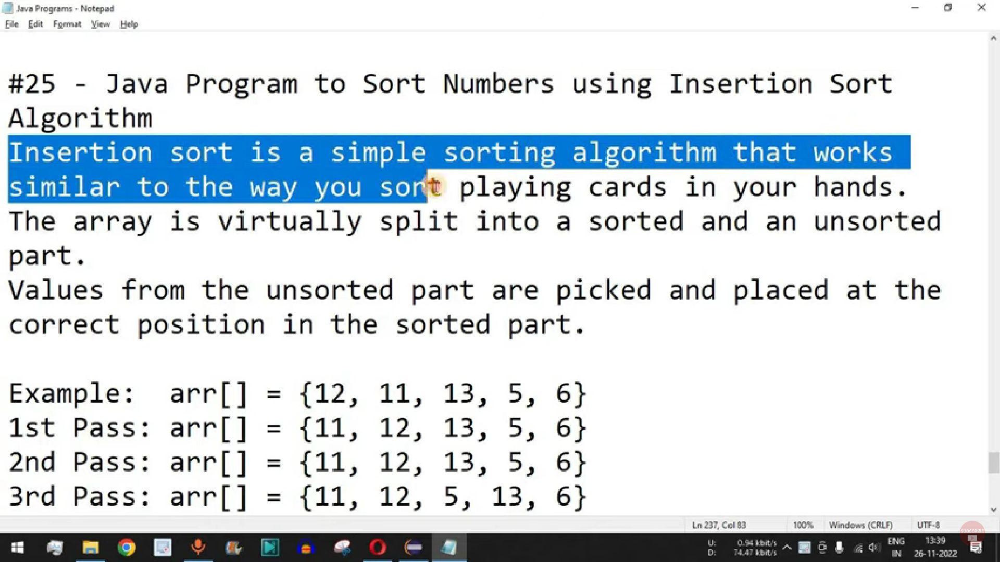 Java Programs - Notepad
File Edit Format View Help
#25 - Java Program to Sort Numbers using Insertion Sort
Algorithm
Insertion sort is a simple sorting algorithm that works
similar to the way you sort playing cards in your hands.
The array is virtually split into a sorted and an unsorted
part.
Values from the unsorted part are picked and placed at the
correct position in the sorted part.
Example:  arr[] = {12, 11, 13, 5, 6}
1st Pass: arr[] = {11, 12, 13, 5, 6}
2nd Pass: arr[] = {11, 12, 13, 5, 6}
3rd Pass: arr[] = {11, 12, 5, 13, 6}
Ln 237, Col 83 100% Windows (CRLF) UTF-8
SUBSCRIBE
U: 0.94 kbit/s ENG 13:39
D: 74.47 kbit/s IN 26-11-2022